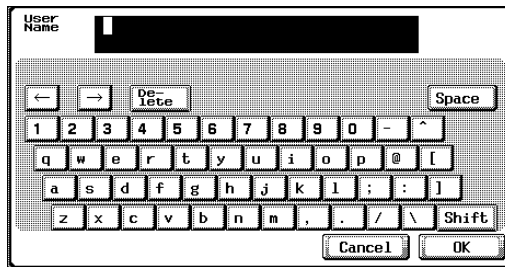 User
Name
← → De-
lete Space
1 2 3 4 5 6 7 8 9 0 - ^
q w e r t y u i o p @ [
a s d f g h j k l ; : ]
z x c v b n m , . / \ Shift
Cancel OK